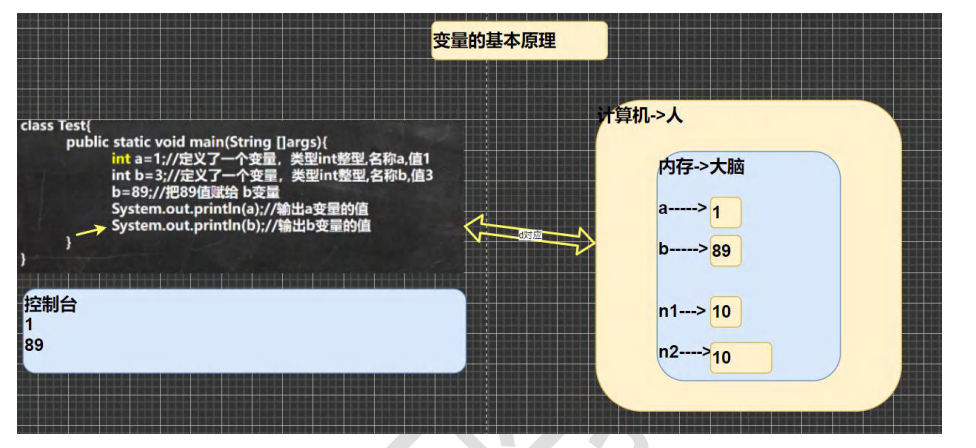 变量的基本原理
class Test{
public static void main(String []args){
int a=1;//定义了一个变量，类型int整型,名称a,值1
int b=3;//定义了一个变量，类型int整型,名称b,值3
b=89;//把89值赋给 b变量
System.out.println(a);//输出a变量的值
System.out.println(b);//输出b变量的值
}
}
控制台
1
89
d对应
计算机->人
内存->大脑
a-----> 1
b-----> 89
n1---> 10
n2----> 10